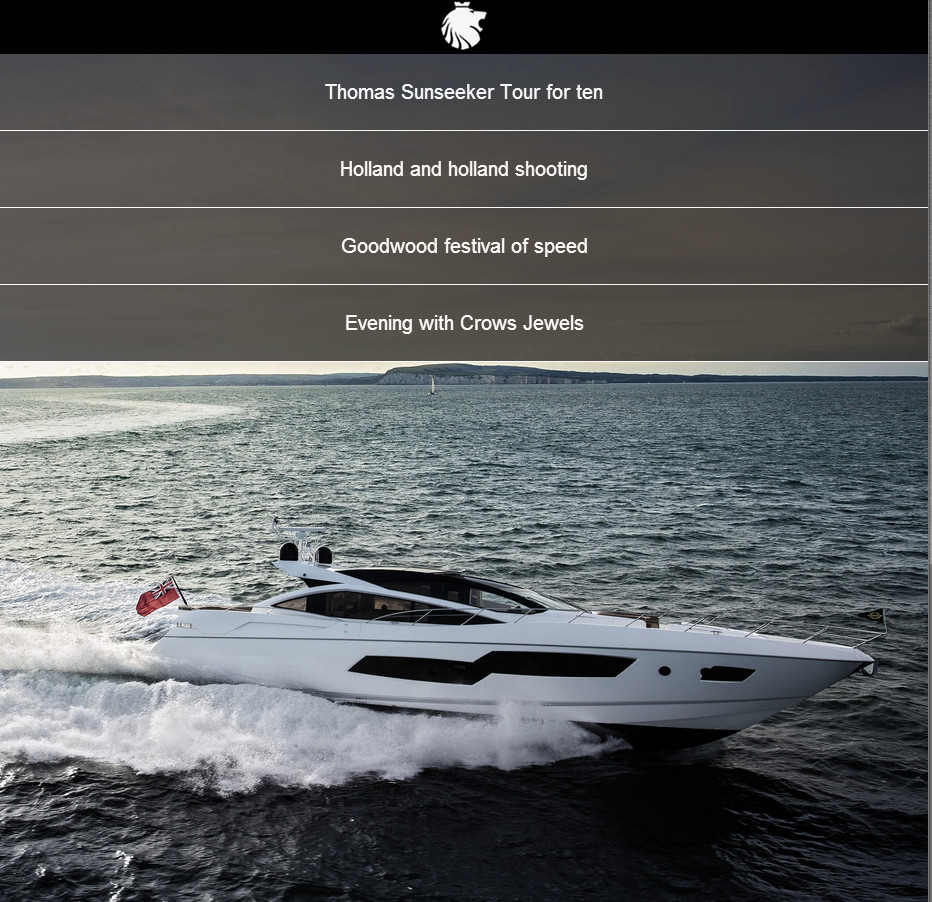 Thomas Sunseeker Tour for ten
Holland and holland shooting
Goodwood festival of speed
Evening with Crows Jewels